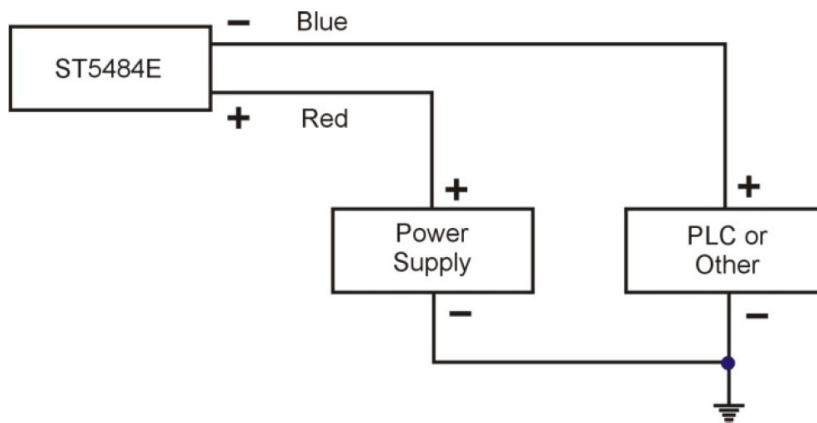 − Blue
ST5484E
+ Red
+
+
Power
Supply
PLC or
Other
−
−